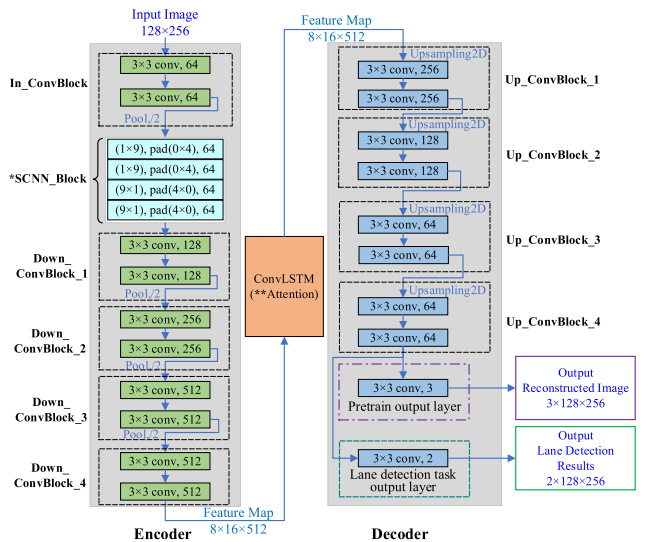 Input Image
128×256
In_ConvBlock
3×3 conv, 64
3×3 conv, 64
Pool,/2
*SCNN_Block
(1×9), pad(0×4), 64
(1×9), pad(0×4), 64
(9×1), pad(4×0), 64
(9×1), pad(4×0), 64
Down_
ConvBlock_1
3×3 conv, 128
3×3 conv, 128
Pool,/2
Down_
ConvBlock_2
3×3 conv, 256
3×3 conv, 256
Pool,/2
Down_
ConvBlock_3
3×3 conv, 512
3×3 conv, 512
Pool,/2
Down_
ConvBlock_4
3×3 conv, 512
3×3 conv, 512
Encoder
Feature Map
8×16×512
ConvLSTM
(**Attention)
Feature Map
8×16×512
Upsampling2D
3×3 conv, 256
3×3 conv, 256
Up_ConvBlock_1
Upsampling2D
3×3 conv, 128
3×3 conv, 128
Up_ConvBlock_2
Upsampling2D
3×3 conv, 64
3×3 conv, 64
Up_ConvBlock_3
Upsampling2D
3×3 conv, 64
3×3 conv, 64
Up_ConvBlock_4
3×3 conv, 3
Pretrain output layer
Output
Reconstructed Image
3×128×256
3×3 conv, 2
Lane detection task
output layer
Output
Lane Detection
Results
2×128×256
Decoder